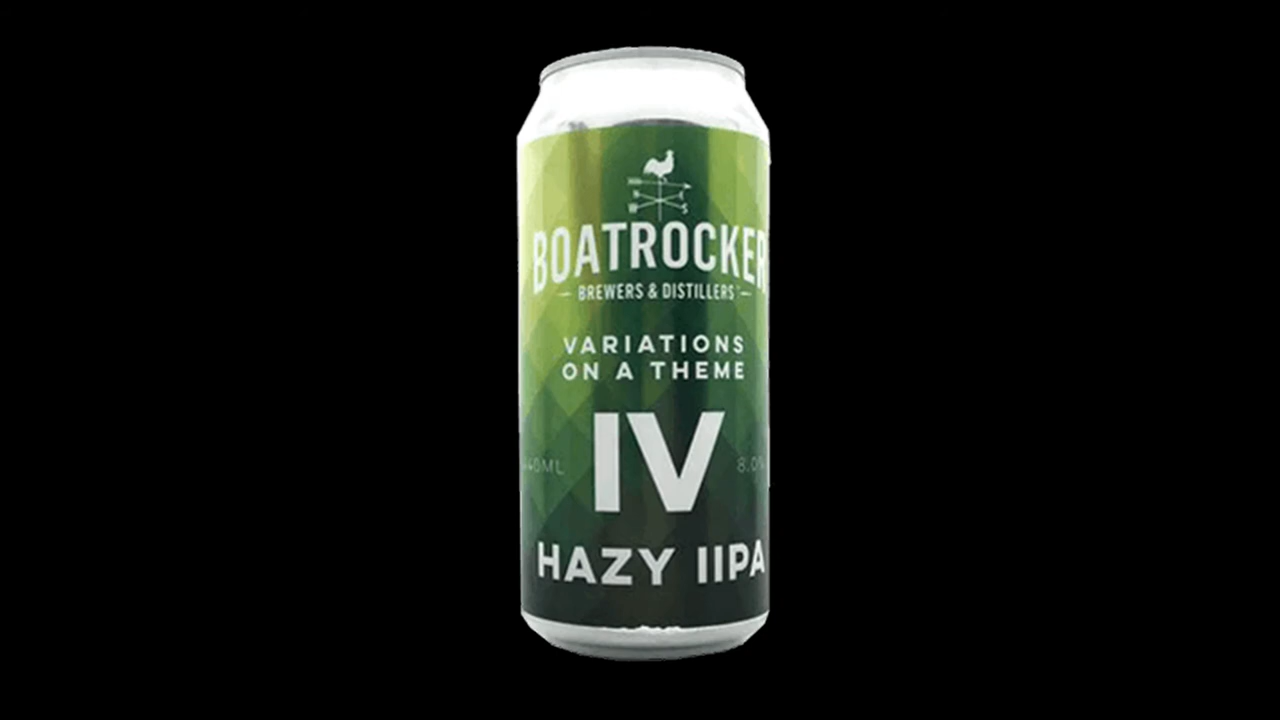 BOATROCKER
BREWERS & DISTILLERS
VARIATIONS
ON A THEME
IV
HAZY IIPA